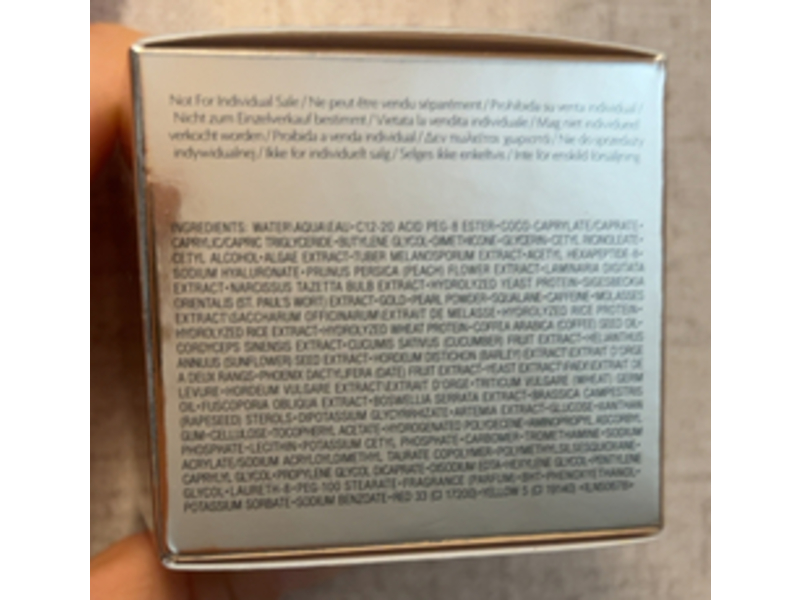 Not For Individual Sale / Ne peut être vendu séparément / Prohibida su venta individual /
Nicht zum Einzelverkauf bestimmt / Vietata la vendita individuale / Mag niet individueel
verkocht worden / Proibida a venda individual / Δεν πωλείται χωριστά / Nie do sprzedaży
indywidualnej / Ikke for individuelt salg / Selges ikke enkeltvis / Inte för enskild försäljning
INGREDIENTS: WATER\AQUA\EAU•C12-20 ACID PEG-8 ESTER•COCO-CAPRYLATE/CAPRATE•
CAPRYLIC/CAPRIC TRIGLYCERIDE•BUTYLENE GLYCOL•DIMETHICONE•GLYCERIN•CETYL RICINOLEATE•
CETYL ALCOHOL•ALGAE EXTRACT•TUBER MELANOSPORUM EXTRACT•ACETYL HEXAPEPTIDE-8•
SODIUM HYALURONATE•PRUNUS PERSICA (PEACH) FLOWER EXTRACT•LAMINARIA DIGITATA
EXTRACT•NARCISSUS TAZETTA BULB EXTRACT•HYDROLYZED YEAST PROTEIN•SIGESBECKIA
ORIENTALIS (ST. PAUL'S WORT) EXTRACT•GOLD•PEARL POWDER•SQUALANE•CAFFEINE•MOLASSES
EXTRACT\SACCHARUM OFFICINARUM\EXTRAIT DE MELASSE•HYDROLYZED RICE PROTEIN•
HYDROLYZED RICE EXTRACT•HYDROLYZED WHEAT PROTEIN•COFFEA ARABICA (COFFEE) SEED OIL•
CORDYCEPS SINENSIS EXTRACT•CUCUMIS SATIVUS (CUCUMBER) FRUIT EXTRACT•HELIANTHUS
ANNUUS (SUNFLOWER) SEED EXTRACT•HORDEUM DISTICHON (BARLEY) EXTRACT\EXTRAIT D'ORGE
A DEUX RANGS•PHOENIX DACTYLIFERA (DATE) FRUIT EXTRACT•YEAST EXTRACT\FAEX\EXTRAIT DE
LEVURE•HORDEUM VULGARE EXTRACT\EXTRAIT D'ORGE•TRITICUM VULGARE (WHEAT) GERM
OIL•FUSCOPORIA OBLIQUA EXTRACT•BOSWELLIA SERRATA EXTRACT•BRASSICA CAMPESTRIS
(RAPESEED) STEROLS•DIPOTASSIUM GLYCYRRHIZATE•ARTEMIA EXTRACT•GLUCOSE•XANTHAN
GUM•CELLULOSE•TOCOPHERYL ACETATE•HYDROGENATED POLYDECENE•AMINOPROPYL ASCORBYL
PHOSPHATE•LECITHIN•POTASSIUM CETYL PHOSPHATE•CARBOMER•TROMETHAMINE•SODIUM
ACRYLATE/SODIUM ACRYLOYLDIMETHYL TAURATE COPOLYMER•POLYMETHYLSILSESQUIOXANE•
CAPRYLYL GLYCOL•PROPYLENE GLYCOL DICAPRATE•DISODIUM EDTA•HEXYLENE GLYCOL•
GLYCOL•LAURETH-8•PEG-100 STEARATE•FRAGRANCE (PARFUM)•BHT•PHENOXYETHANOL•
POTASSIUM SORBATE•SODIUM BENZOATE•RED 33 (CI 17200)•YELLOW 5 (CI 19140)